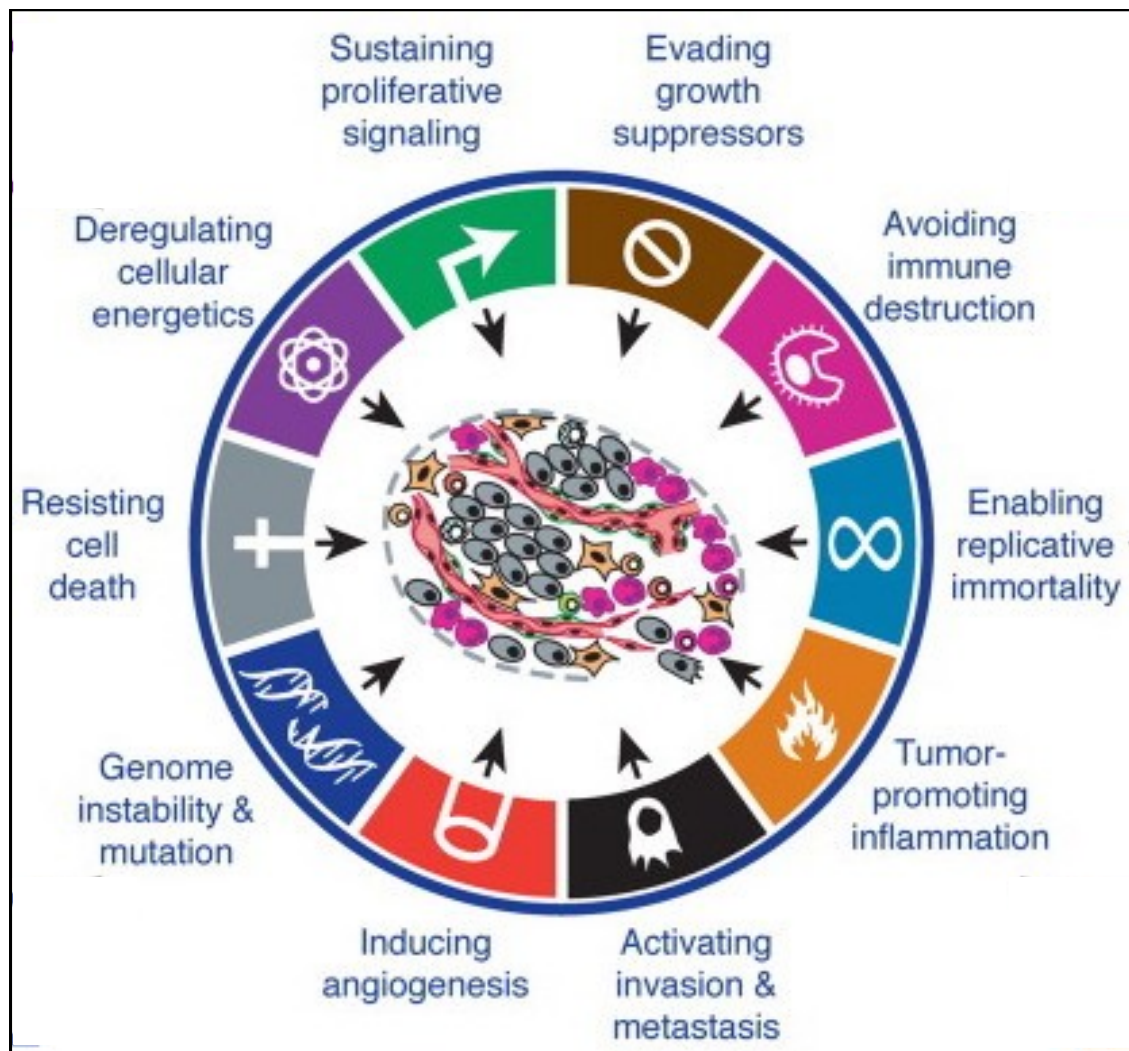 Sustaining
proliferative
signaling
Evading
growth
suppressors
Avoiding
immune
destruction
Enabling
replicative
immortality
Tumor-
promoting
inflammation
Activating
invasion &
metastasis
Inducing
angiogenesis
Genome
instability &
mutation
Resisting
cell
death
Deregulating
cellular
energetics